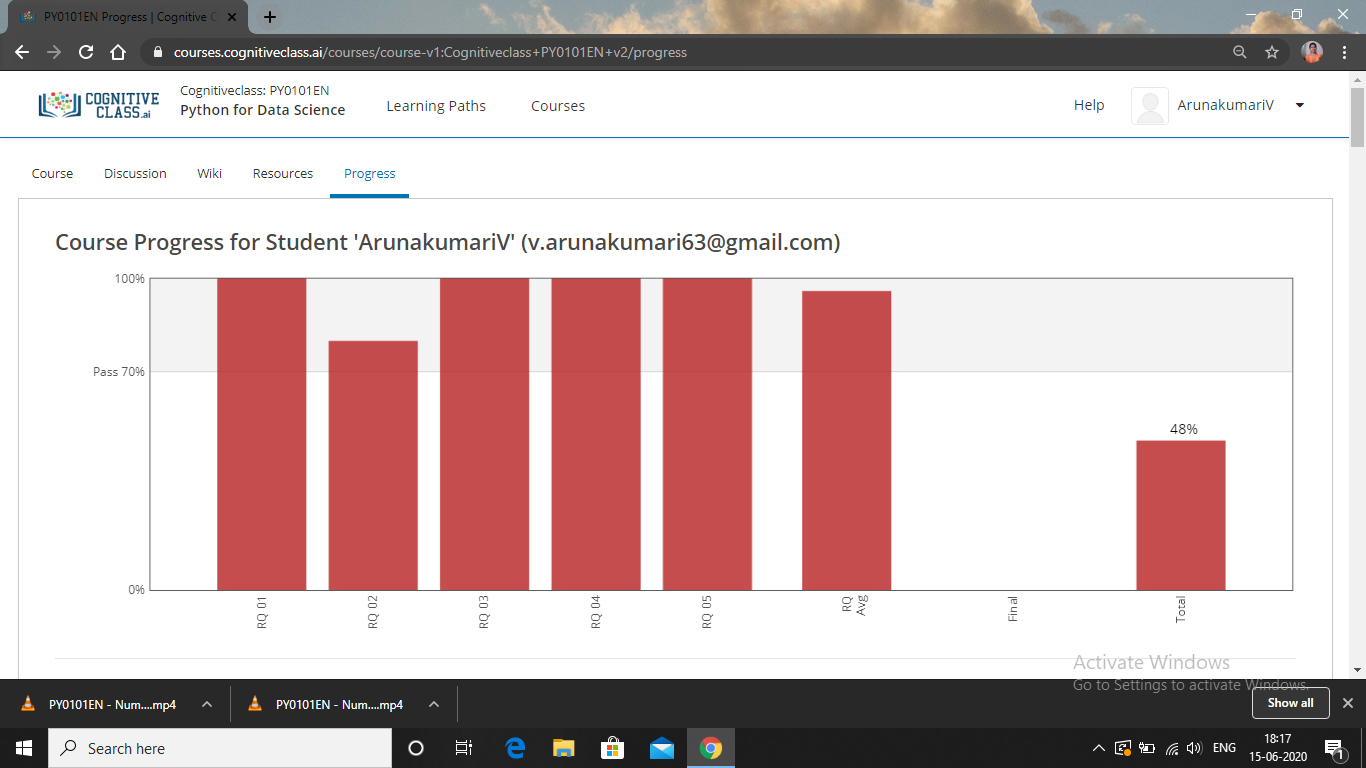 PY0101EN Progress | Cognitive C
courses.cognitiveclass.ai/courses/course-v1:Cognitiveclass+PY0101EN+v2/progress
COGNITIVE
CLASS.ai
Cognitiveclass: PY0101EN
Python for Data Science
Learning Paths
Courses
Help
ArunakumariV
Course
Discussion
Wiki
Resources
Progress
Course Progress for Student 'ArunakumariV' (v.arunakumari63@gmail.com)
100%
Pass 70%
0%
48%
RQ 01
RQ 02
RQ 03
RQ 04
RQ 05
RQ
Avg
Final
Total
Activate Windows
Go to Settings to activate Windows.
PY0101EN - Num....mp4
PY0101EN - Num....mp4
Show all
Search here
ENG
18:17
15-06-2020
1